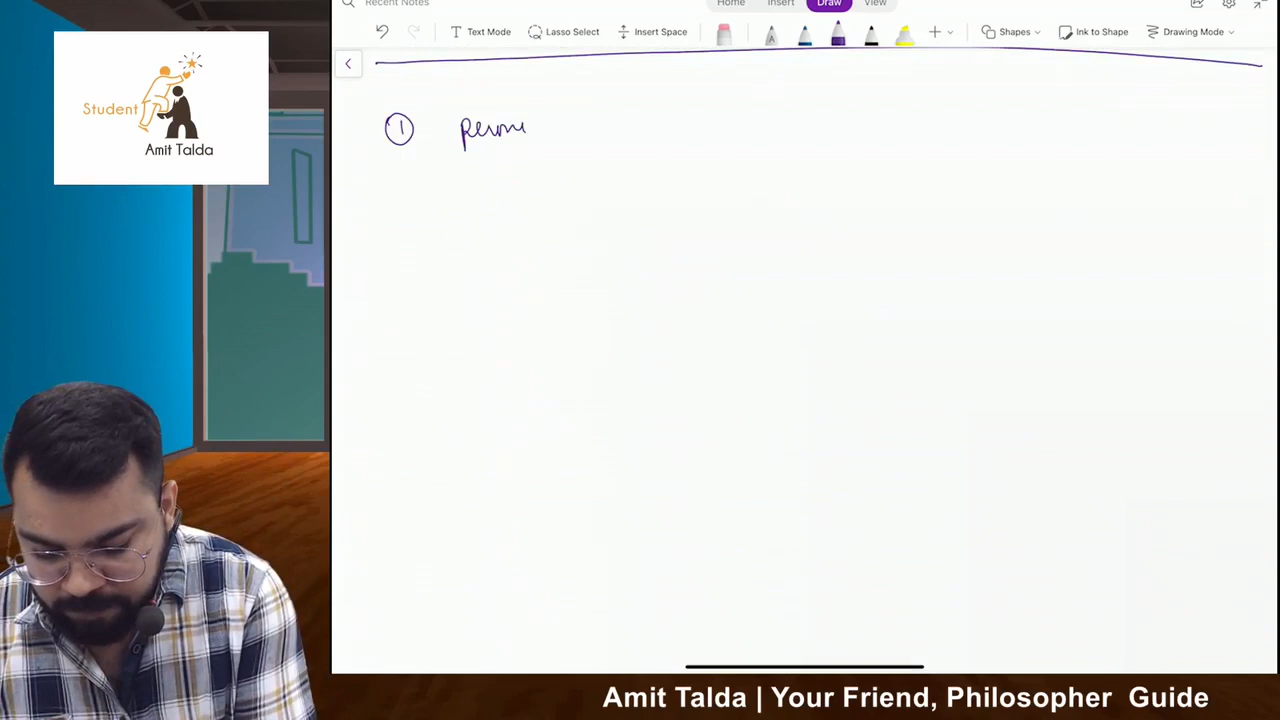 Recent Notes
Home Insert Draw View
Text Mode Lasso Select Insert Space Shapes Ink to Shape Drawing Mode
Student
Amit Talda
1
Amit Talda | Your Friend, Philosopher Guide